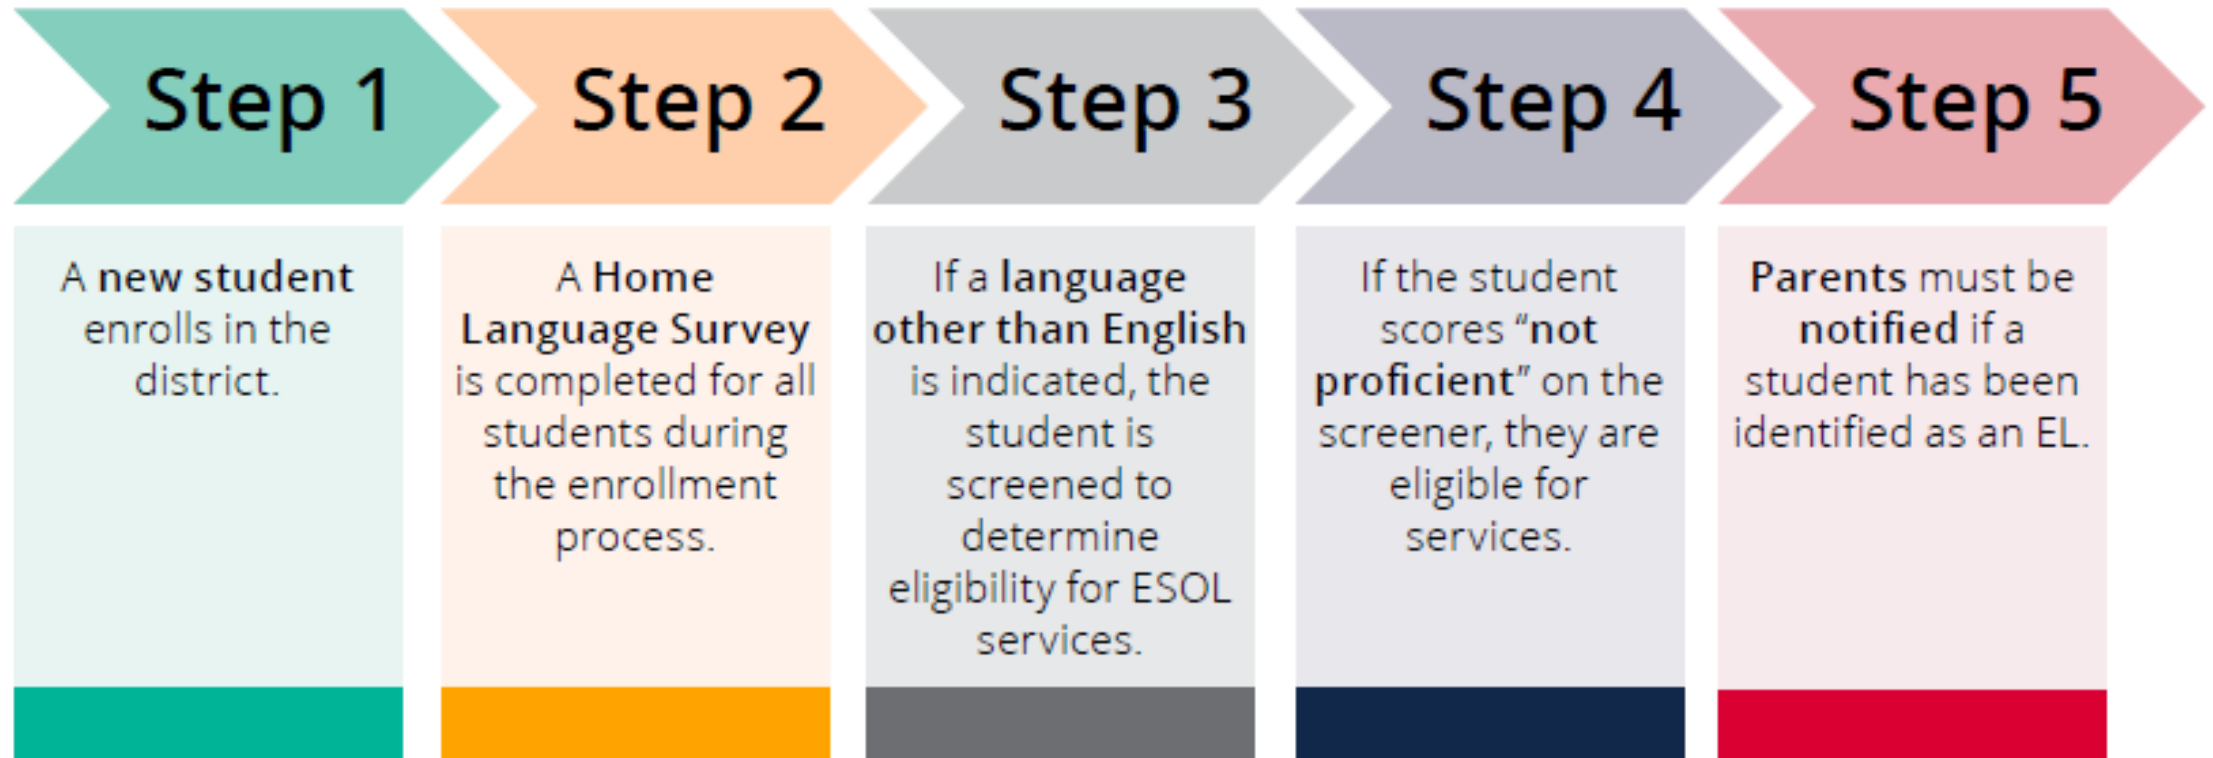 Step 1
Step 2
Step 3
Step 4
Step 5
A new student
enrolls in the
district.
A Home
Language Survey
is completed for all
students during
the enrollment
process.
If a language
other than English
is indicated, the
student is
screened to
determine
eligibility for ESOL
services.
If the student
scores “not
proficient” on the
screener, they are
eligible for
services.
Parents must be
notified if a
student has been
identified as an EL.